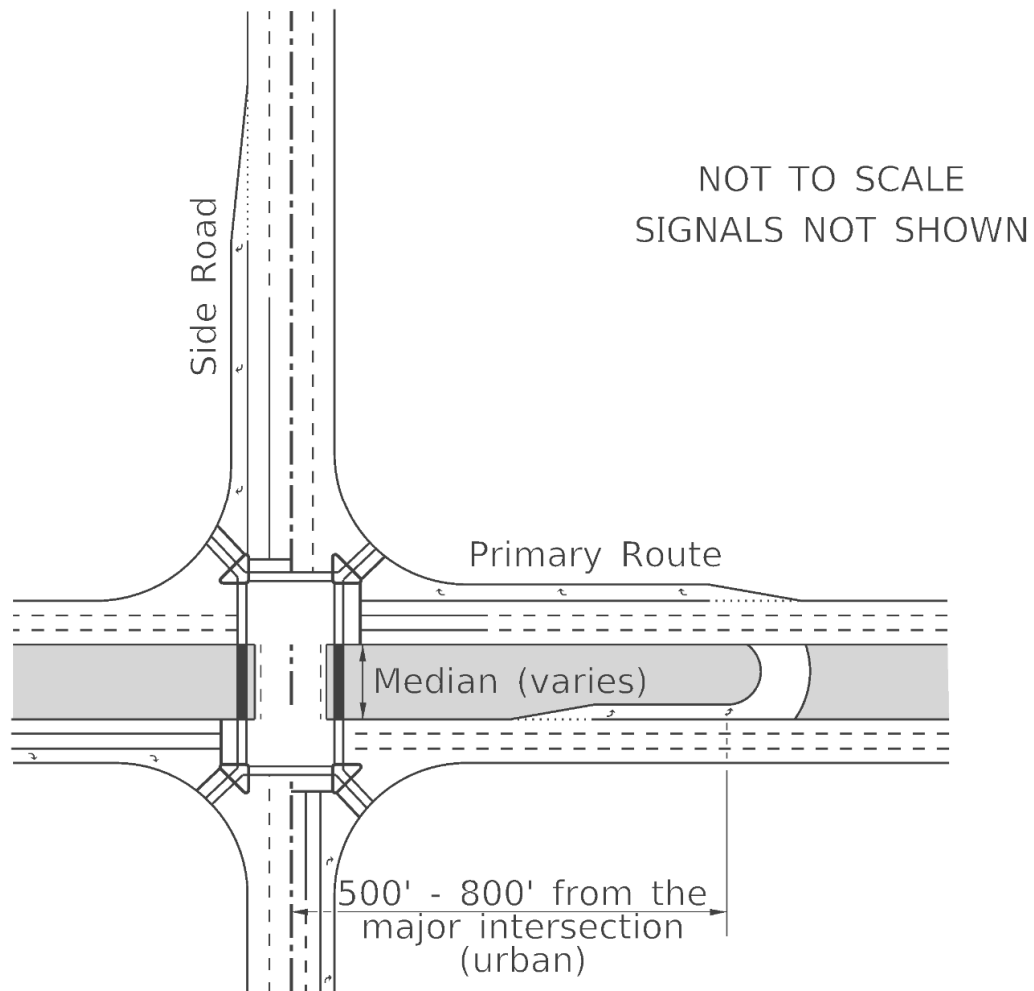 NOT TO SCALE
SIGNALS NOT SHOWN
Side Road
Primary Route
Median (varies)
500' - 800' from the
major intersection
(urban)